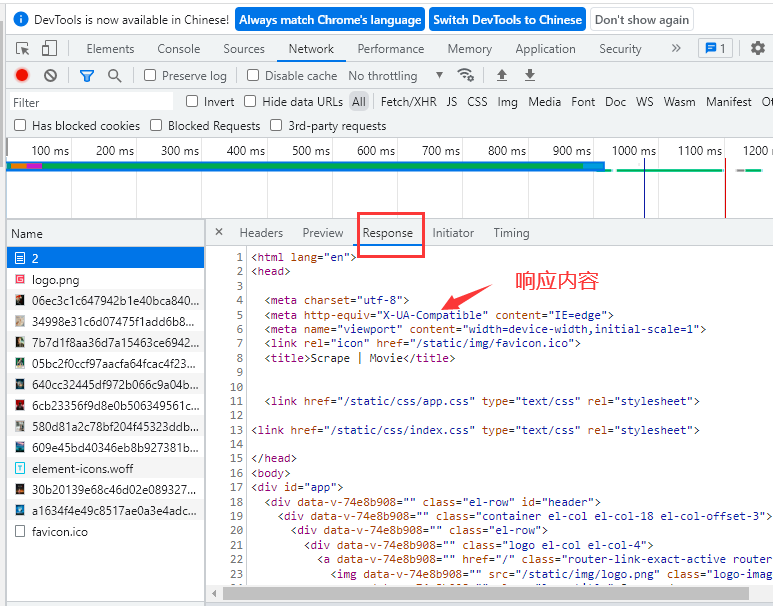 DevTools is now available in Chinese! Always match Chrome's language Switch DevTools to Chinese Don't show again
Elements Console Sources Network Performance Memory Application Security » 1
Preserve log Disable cache No throttling
Filter Invert Hide data URLs All Fetch/XHR JS CSS Img Media Font Doc WS Wasm Manifest
Has blocked cookies Blocked Requests 3rd-party requests
100 ms 200 ms 300 ms 400 ms 500 ms 600 ms 700 ms 800 ms 900 ms 1000 ms 1100 ms 1200
Name × Headers Preview Response Initiator Timing
2
logo.png
06ec3c1c647942b1e40bca840...
34998e31c6d07475f1add6b8...
7b7d1f8aa36d7a15463ce6942...
05bc2f0ccf97aacfa64fcac4f23...
640cc32445df972b066c9a04b...
6cb23356f9d8e0b506349561c...
580d81a2c78bf204f45323ddb...
609e45bd40346eb8b927381b...
element-icons.woff
30b20139e68c46d02e089327...
a1634f4e49c8517ae0a3e4adc...
favicon.ico
1 <html lang="en">
2 <head>
3
响应内容
4 <meta charset="utf-8">
5 <meta http-equiv="X-UA-Compatible" content="IE=edge">
6 <meta name="viewport" content="width=device-width,initial-scale=1">
7 <link rel="icon" href="/static/img/favicon.ico">
8 <title>Scrape | Movie</title>
9
10
11 <link href="/static/css/app.css" type="text/css" rel="stylesheet">
12
13 <link href="/static/css/index.css" type="text/css" rel="stylesheet">
14
15 </head>
16 <body>
17 <div id="app">
18 <div data-v-74e8b908="" class="el-row" id="header">
19 <div data-v-74e8b908="" class="container el-col el-col-18 el-col-offset-3">
20 <div data-v-74e8b908="" class="el-row">
21 <div data-v-74e8b908="" class="logo el-col el-col-4">
22 <a data-v-74e8b908="" href="/" class="router-link-exact-active router
23 <img data-v-74e8b908="" src="/static/img/logo.png" class="logo-imag